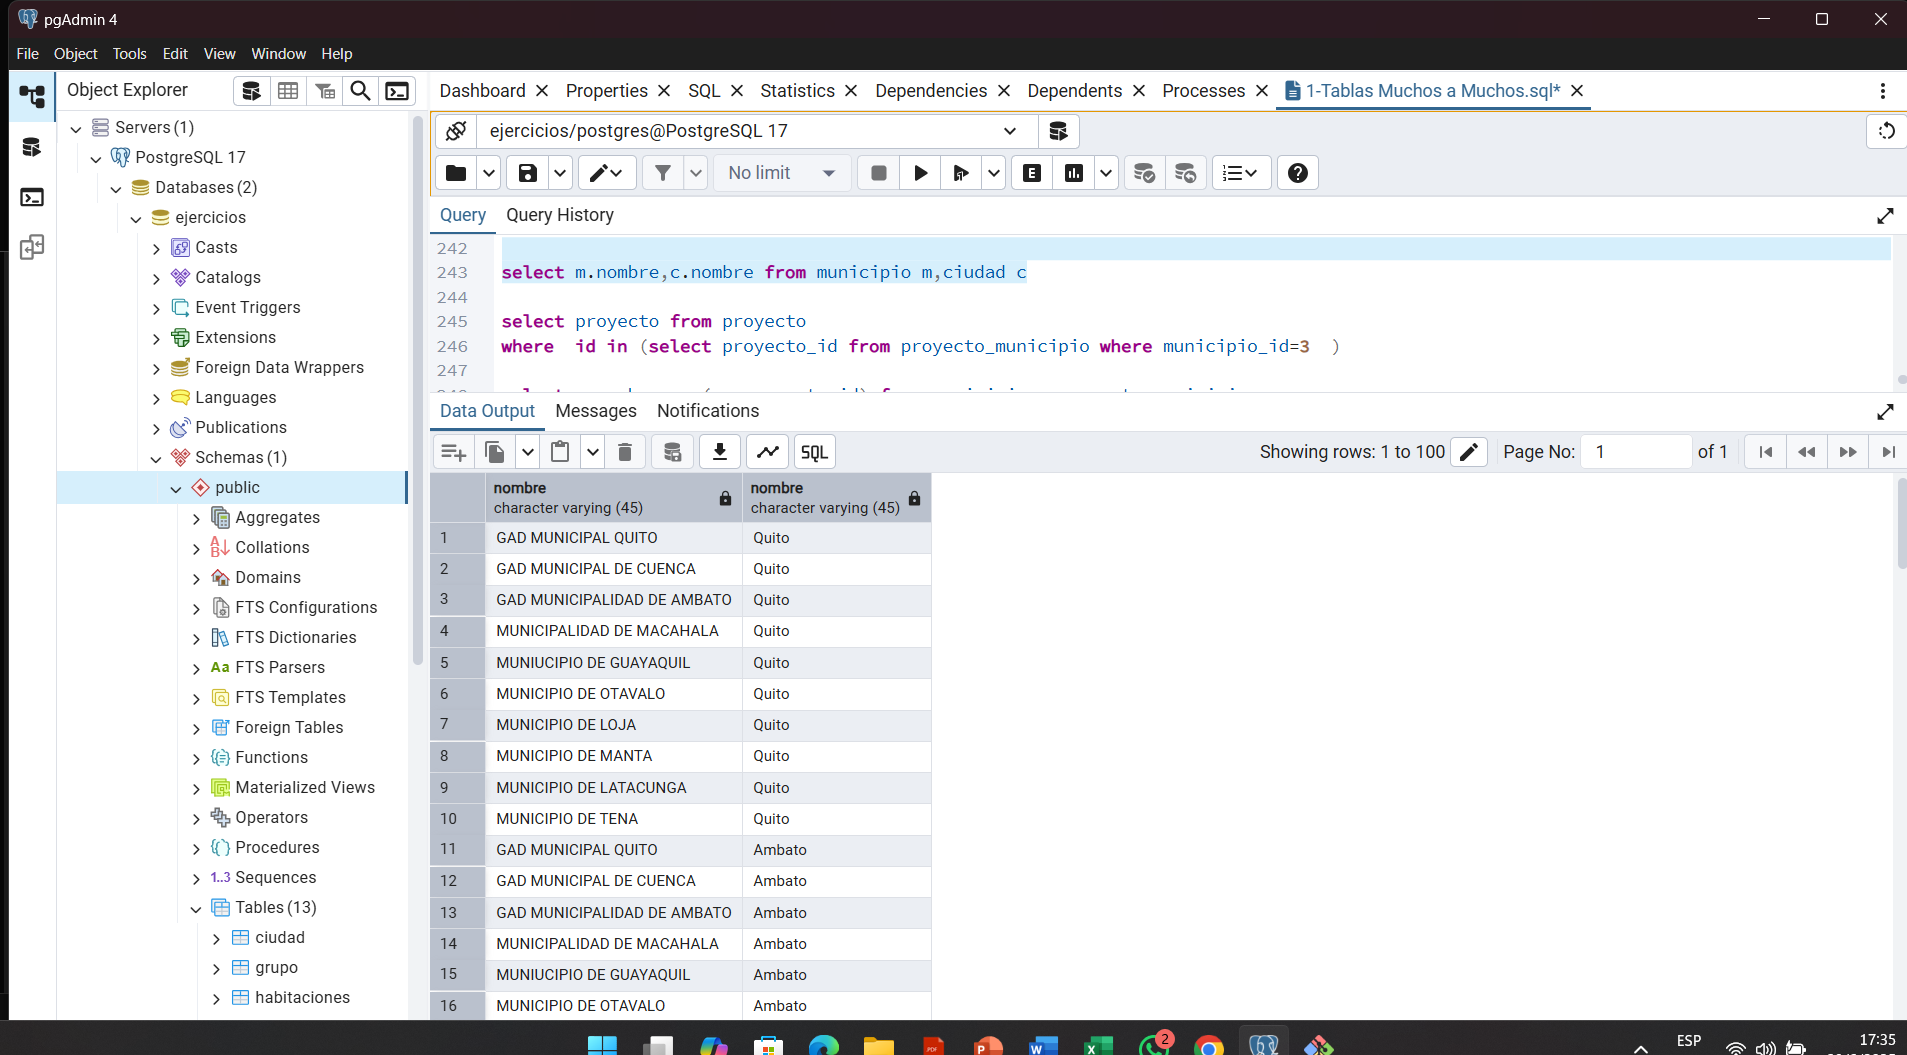 pgAdmin 4
File Object Tools Edit View Window Help
Object Explorer
Servers (1)
PostgreSQL 17
Databases (2)
ejercicios
Casts
Catalogs
Event Triggers
Extensions
Foreign Data Wrappers
Languages
Publications
Schemas (1)
public
Aggregates
Collations
Domains
FTS Configurations
FTS Dictionaries
Aa FTS Parsers
FTS Templates
Foreign Tables
Functions
Materialized Views
Operators
Procedures
1..3 Sequences
Tables (13)
ciudad
grupo
habitaciones
Dashboard Properties SQL Statistics Dependencies Dependents Processes 1-Tablas Muchos a Muchos.sql*
ejercicios/postgres@PostgreSQL 17
No limit E
Query Query History
242
243 select m.nombre,c.nombre from municipio m,ciudad c
244
245 select proyecto from proyecto
246 where id in (select proyecto_id from proyecto_municipio where municipio_id=3 )
247
Data Output Messages Notifications
SQL Showing rows: 1 to 100 Page No: 1 of 1
nombre nombre
character varying (45) character varying (45)
1 GAD MUNICIPAL QUITO Quito
2 GAD MUNICIPAL DE CUENCA Quito
3 GAD MUNICIPALIDAD DE AMBATO Quito
4 MUNICIPALIDAD DE MACAHALA Quito
5 MUNIUCIPIO DE GUAYAQUIL Quito
6 MUNICIPIO DE OTAVALO Quito
7 MUNICIPIO DE LOJA Quito
8 MUNICIPIO DE MANTA Quito
9 MUNICIPIO DE LATACUNGA Quito
10 MUNICIPIO DE TENA Quito
11 GAD MUNICIPAL QUITO Ambato
12 GAD MUNICIPAL DE CUENCA Ambato
13 GAD MUNICIPALIDAD DE AMBATO Ambato
14 MUNICIPALIDAD DE MACAHALA Ambato
15 MUNIUCIPIO DE GUAYAQUIL Ambato
16 MUNICIPIO DE OTAVALO Ambato
2
ESP
17:35